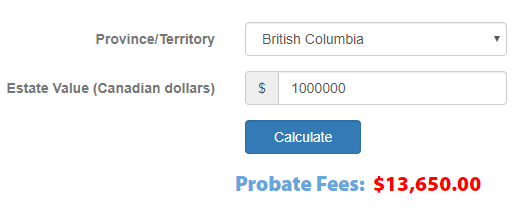 Province/Territory British Columbia
Estate Value (Canadian dollars) $ 1000000
Calculate
Probate Fees: $13,650.00